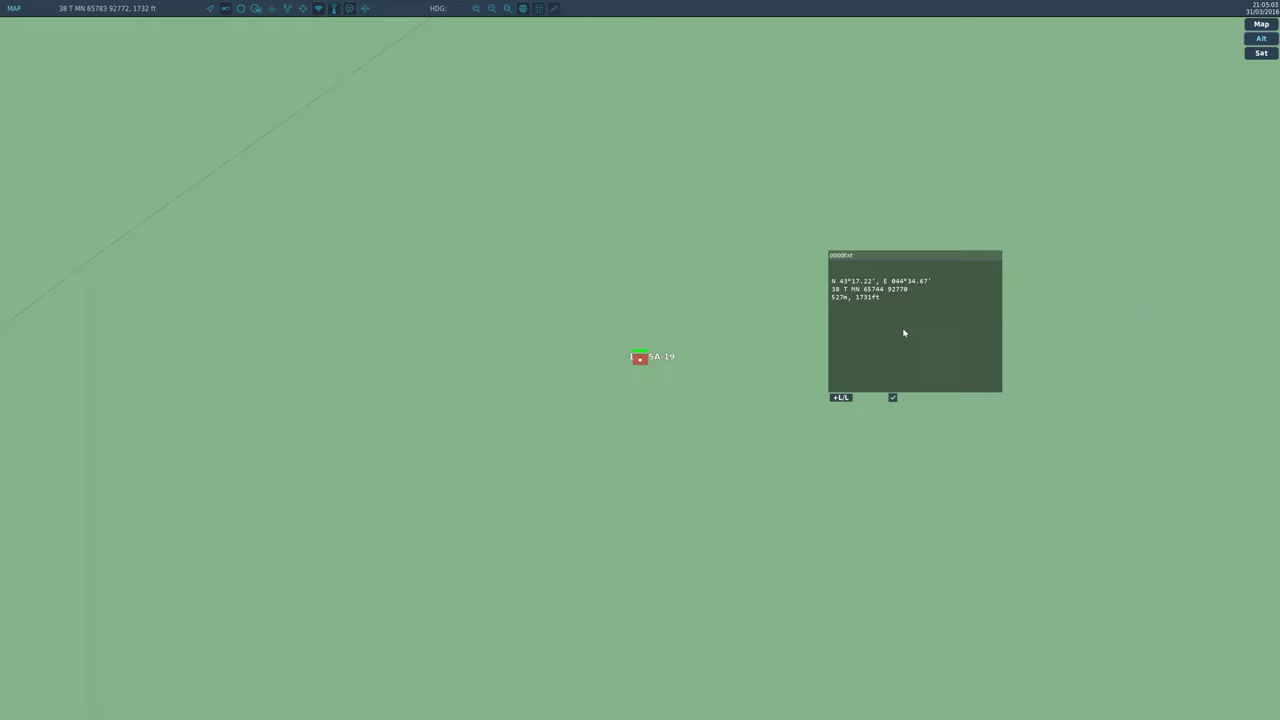 MAP 38 T MN 65783 92772, 1732 ft HDG: 21:05:03
31/03/2016
Map
Alt
Sat
N 43°17.22', E 044°34.67'
38 T MN 65744 92770
527m, 1731ft
SA-19
+L/L